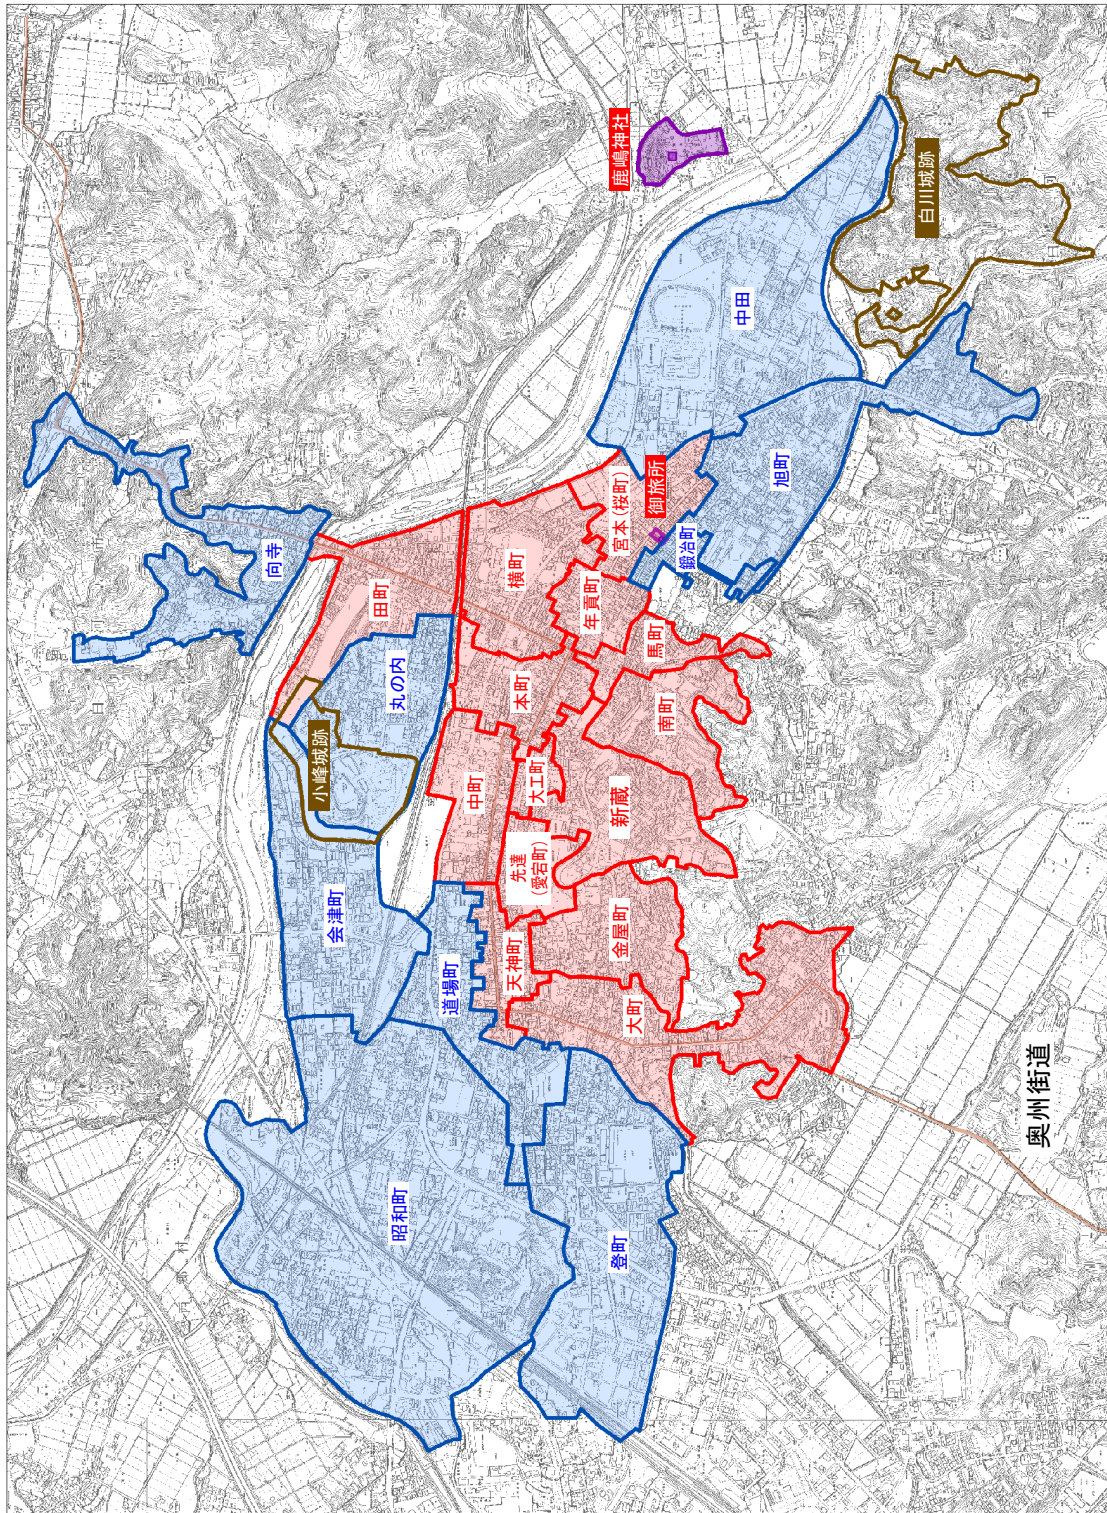 向寺
田町
丸の内
小峰城跡
会津町
道場町
昭和町
登町
鹿嶋神社
白川城跡
中田
旭町
御旅所
宮本(桜町)
鍛冶町
横町
年貢町
馬町
本町
南町
中町
大工町
新蔵
先達
(愛宕町)
天神町
金屋町
大町
奥州街道